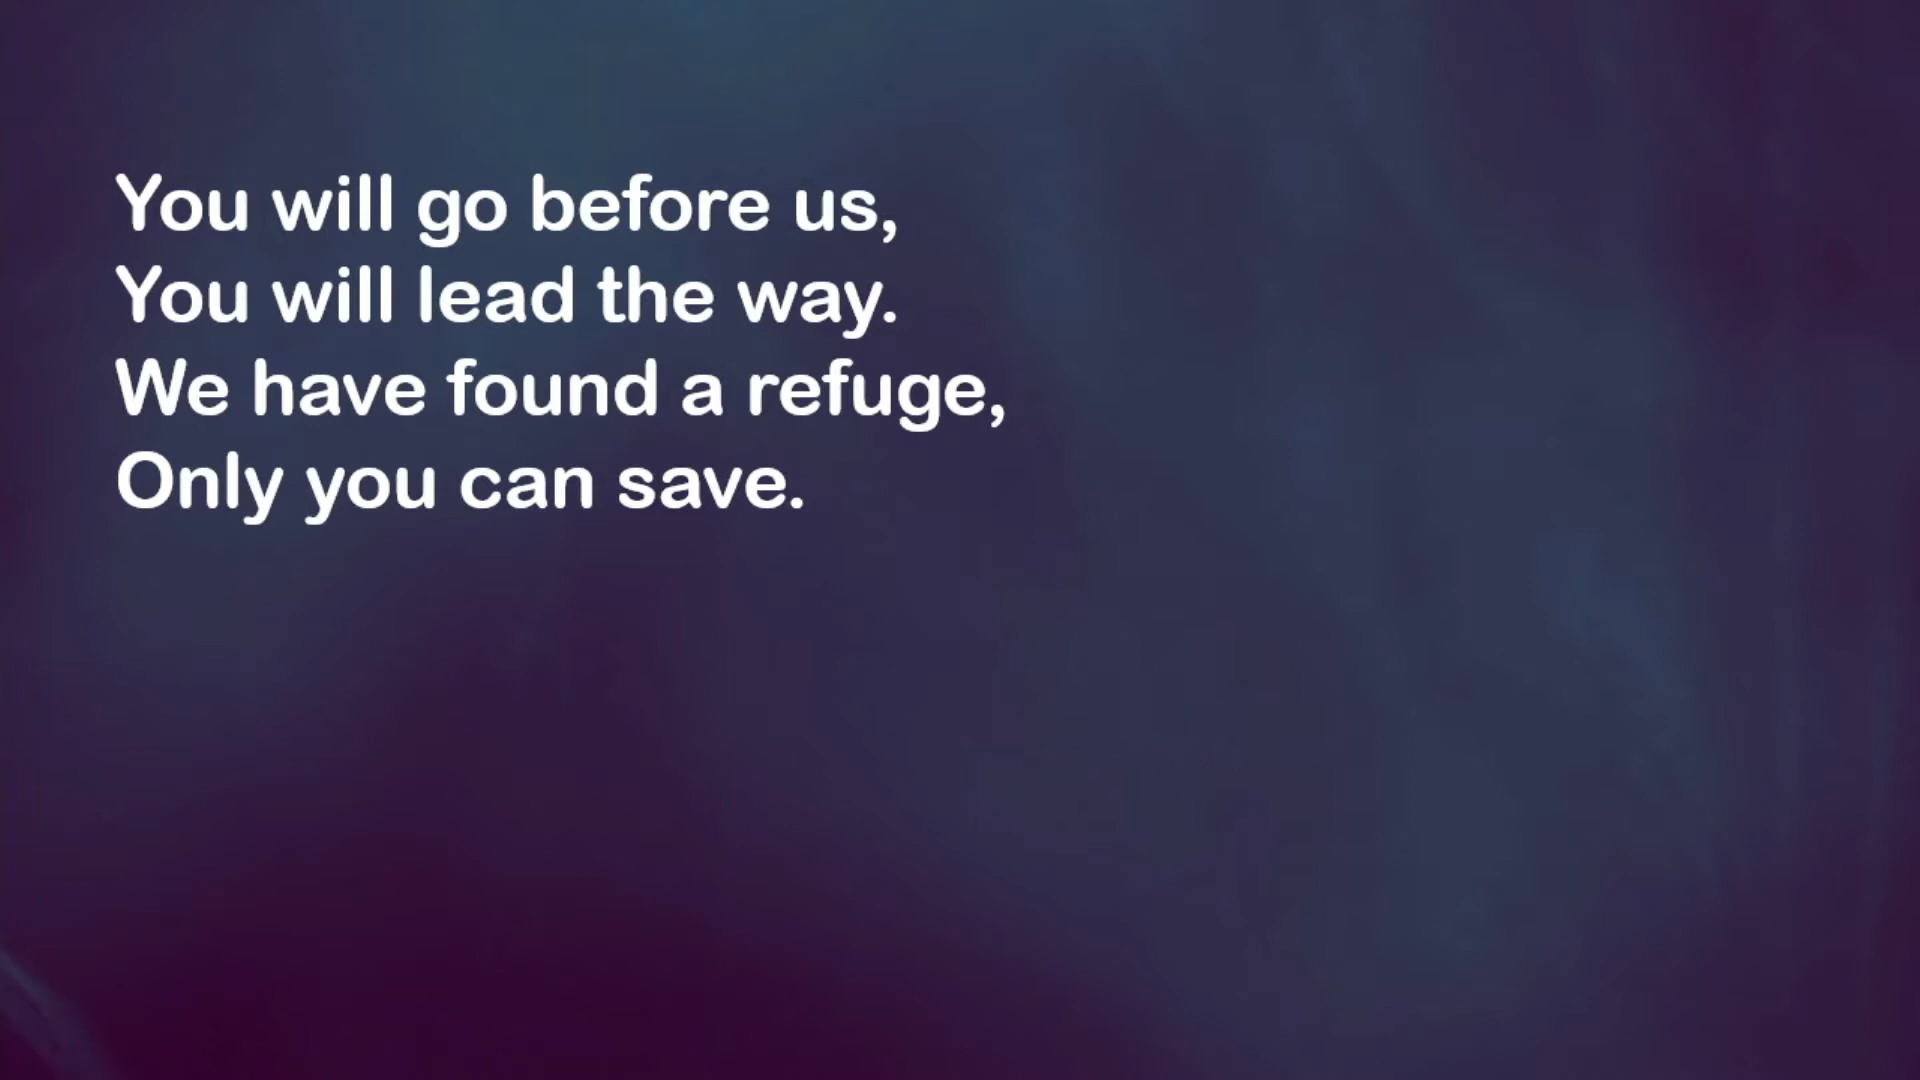 You will go before us,
You will lead the way.
We have found a refuge,
Only you can save.